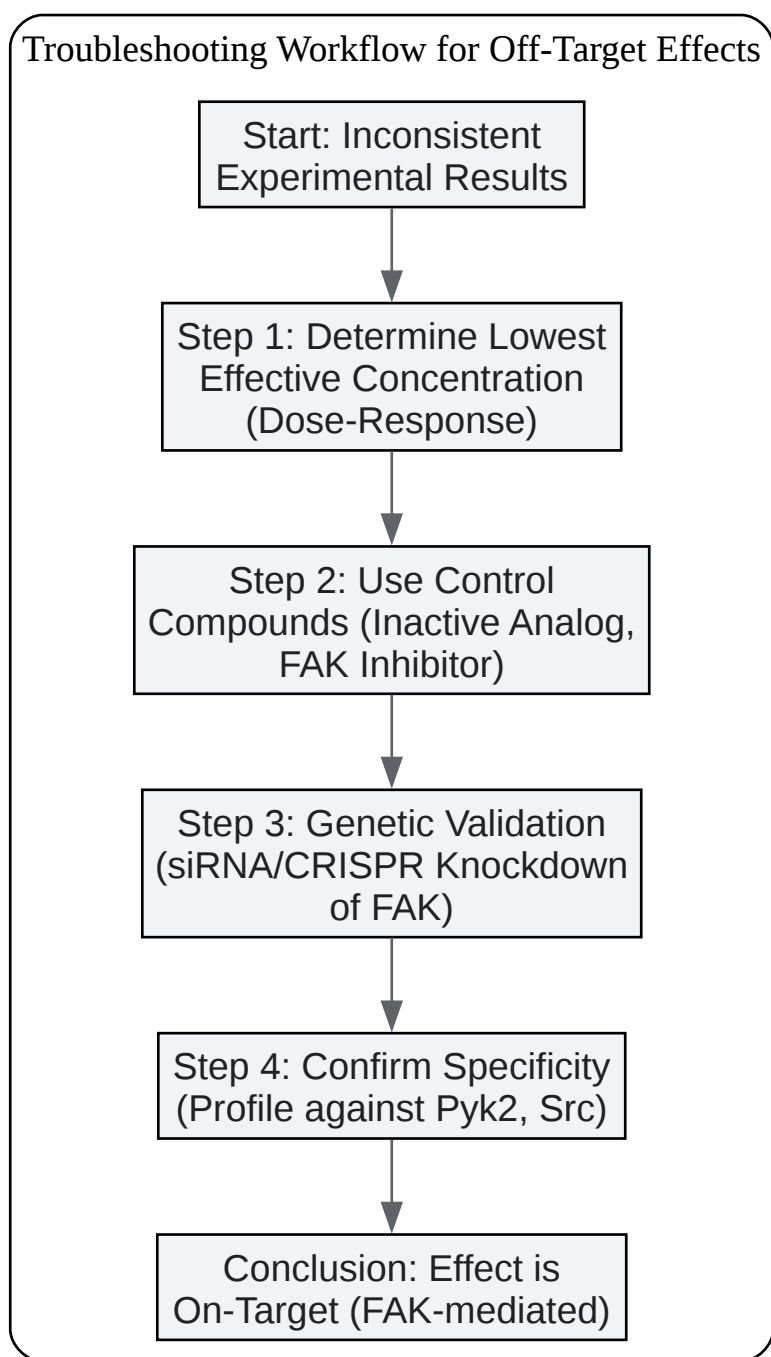 Troubleshooting Workflow for Off-Target Effects
Start: Inconsistent
Experimental Results
Step 1: Determine Lowest
Effective Concentration
(Dose-Response)
Step 2: Use Control
Compounds (Inactive Analog,
FAK Inhibitor)
Step 3: Genetic Validation
(siRNA/CRISPR Knockdown
of FAK)
Step 4: Confirm Specificity
(Profile against Pyk2, Src)
Conclusion: Effect is
On-Target (FAK-mediated)